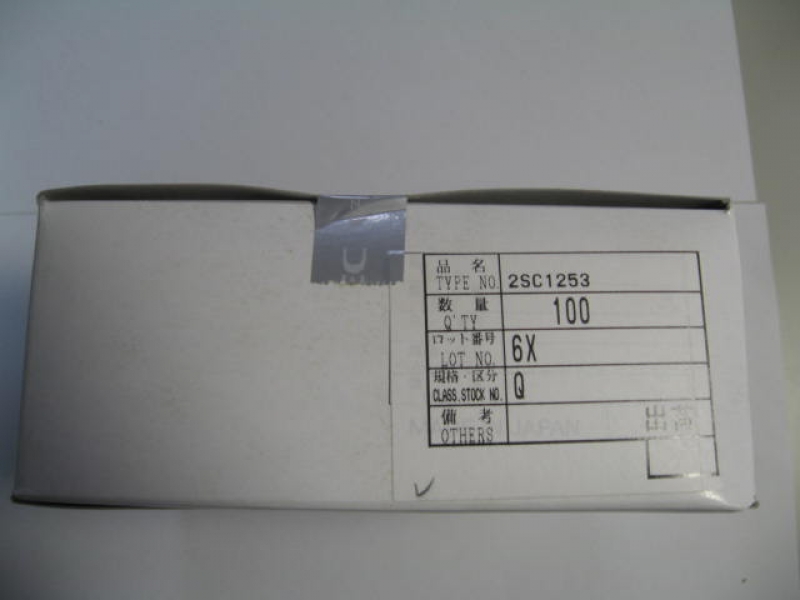 品名
TYPE NO. 2SC1253
数量
Q'TY 100
ロット番号
LOT NO. 6X
規格・区分
CLASS.STOCK NO. Q
備考
OTHERS
JAPAN